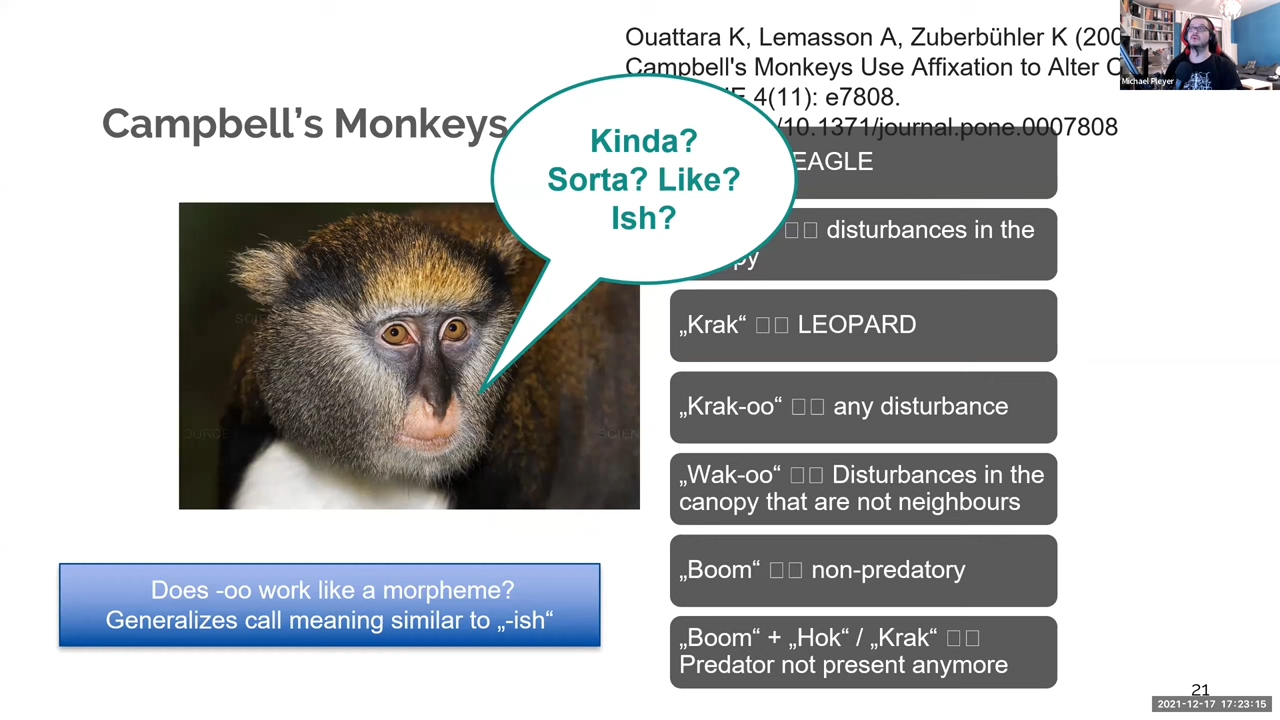 Ouattara K, Lemasson A, Zuberbühler K (200
Campbell's Monkeys Use Affixation to Alter C
4(11): e7808.
/10.1371/journal.pone.0007808
Michael Pleyer
Campbell's Monkeys
Kinda?
Sorta? Like?
Ish?
EAGLE
disturbances in the
py
„Krak“ □□ LEOPARD
„Krak-oo“ □□ any disturbance
„Wak-oo“ □□ Disturbances in the
canopy that are not neighbours
„Boom“ □□ non-predatory
„Boom“ + „Hok“ / „Krak“ □□
Predator not present anymore
Does -oo work like a morpheme?
Generalizes call meaning similar to „-ish“
21
2021-12-17 17:23:15